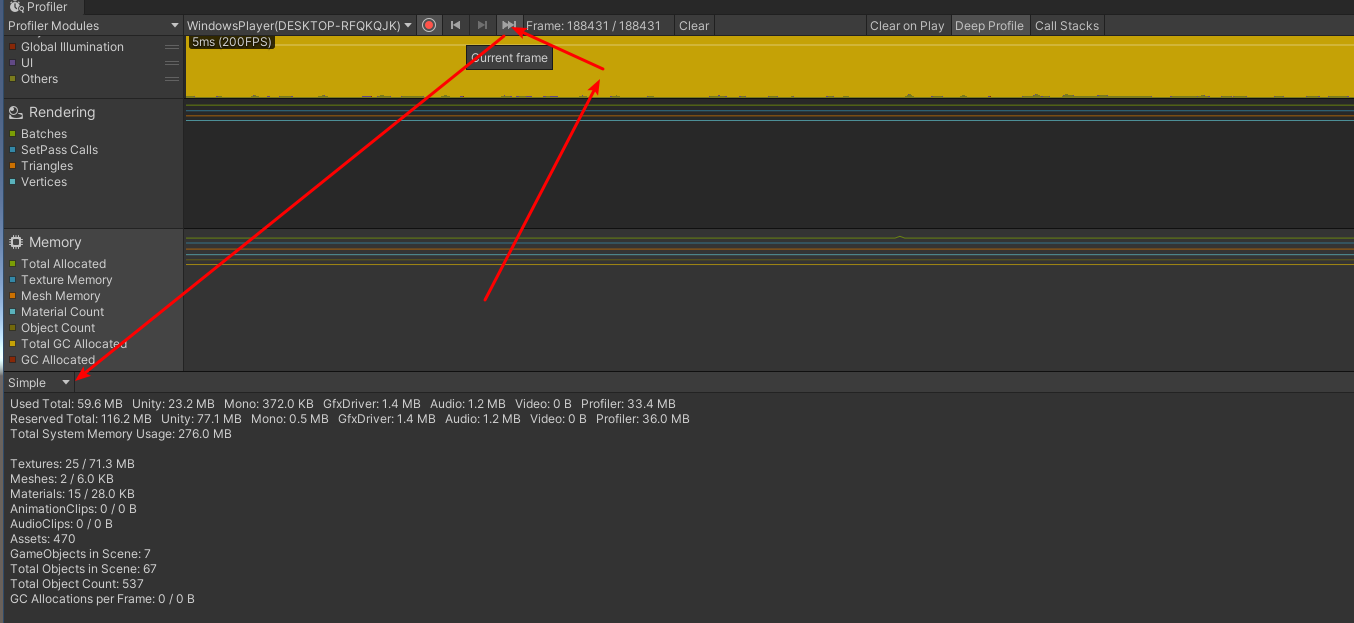 Profiler
Profiler Modules WindowsPlayer(DESKTOP-RFQKQJK) Frame: 188431 / 188431 Clear Clear on Play Deep Profile Call Stacks
5ms (200FPS)
Current frame
Global Illumination
UI
Others
Rendering
Batches
SetPass Calls
Triangles
Vertices
Memory
Total Allocated
Texture Memory
Mesh Memory
Material Count
Object Count
Total GC Allocated
GC Allocated
Simple
Used Total: 59.6 MB Unity: 23.2 MB Mono: 372.0 KB GfxDriver: 1.4 MB Audio: 1.2 MB Video: 0 B Profiler: 33.4 MB
Reserved Total: 116.2 MB Unity: 77.1 MB Mono: 0.5 MB GfxDriver: 1.4 MB Audio: 1.2 MB Video: 0 B Profiler: 36.0 MB
Total System Memory Usage: 276.0 MB
Textures: 25 / 71.3 MB
Meshes: 2 / 6.0 KB
Materials: 15 / 28.0 KB
AnimationClips: 0 / 0 B
AudioClips: 0 / 0 B
Assets: 470
GameObjects in Scene: 7
Total Objects in Scene: 67
Total Object Count: 537
GC Allocations per Frame: 0 / 0 B